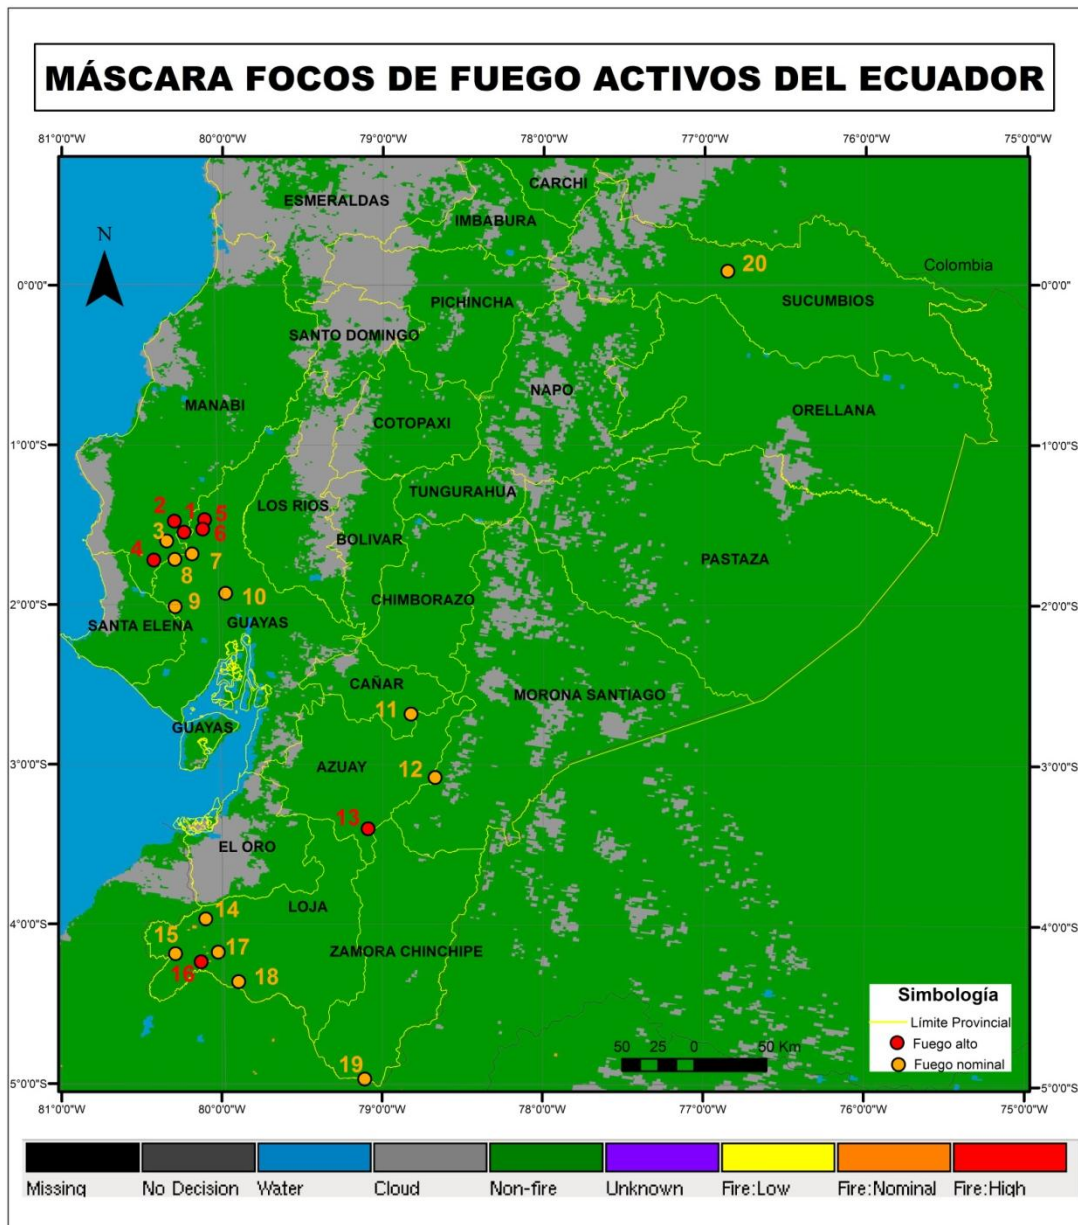 MÁSCARA FOCOS DE FUEGO ACTIVOS DEL ECUADOR
81°0'0"W 80°0'0"W 79°0'0"W 78°0'0"W 77°0'0"W 76°0'0"W 75°0'0"W
CARCHI
ESMERALDAS
IMBABURA
N
20
Colombia
0°0'0" 0°0'0"
SUCUMBIOS
PICHINCHA
SANTO DOMINGO
NAPO
MANABI
ORELLANA
COTOPAXI
1°0'0"S 1°0'0"S
TUNGURAHUA
LOS RIOS
2 1 5
3 6
BOLIVAR
4 7
PASTAZA
8
10
9
CHIMBORAZO
2°0'0"S 2°0'0"S
SANTA ELENA GUAYAS
CAÑAR
MORONA SANTIAGO
11
GUAYAS
AZUAY 12
3°0'0"S 3°0'0"S
13
EL ORO
LOJA
14
4°0'0"S 4°0'0"S
15 17
ZAMORA CHINCHIPE
16 18
Simbología
Límite Provincial
Fuego alto
Fuego nominal
50 25 0 50 Km
19
5°0'0"S 5°0'0"S
81°0'0"W 80°0'0"W 79°0'0"W 78°0'0"W 77°0'0"W 76°0'0"W 75°0'0"W
Missing No Decision Water Cloud Non-fire Unknown Fire:Low Fire:Nominal Fire:High